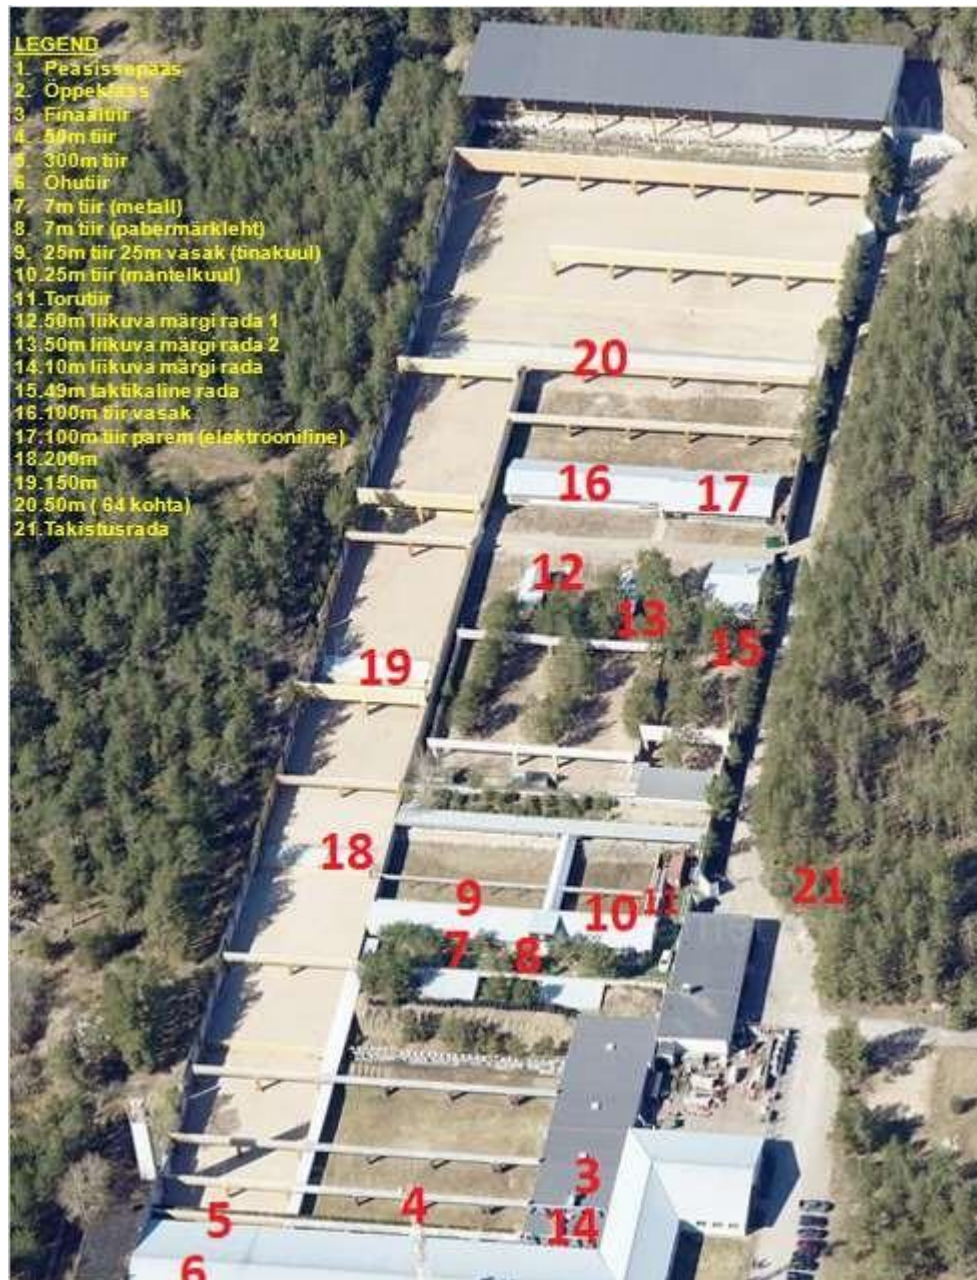 LEGEND
1. Peasissepääs
2. Õppeklass
3. Finaaltiir
4. 50m tiir
5. 300m tiir
6. Õhutiir
7. 7m tiir (metall)
8. 7m tiir (pabermärkleht)
9. 25m tiir 25m vasak (tinakuul)
10.25m tiir (mantelkuul)
11.Torutiir
12.50m liikuva märgi rada 1
13.50m liikuva märgi rada 2
14.10m liikuva märgi rada
15.49m taktikaline rada
16.100m tiir vasak
17.100m tiir parem (elektrooniline)
18.200m
19.150m
20.50m ( 64 kohta)
21.Takistusrada
20
16
17
12
13
15
19
18
21
9
10
11
7
8
3
4
14
5
6